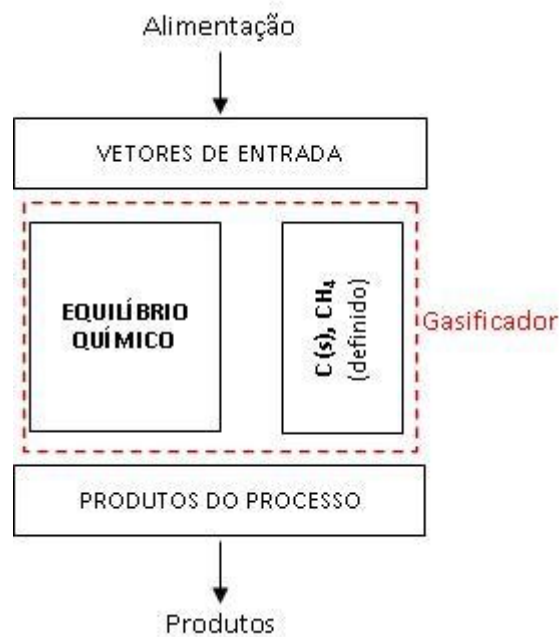 Alimentação
VETORES DE ENTRADA
EQUILÍBRIO
QUÍMICO
C(s), CH₄
(definido)
Gasificador
PRODUTOS DO PROCESSO
Produtos